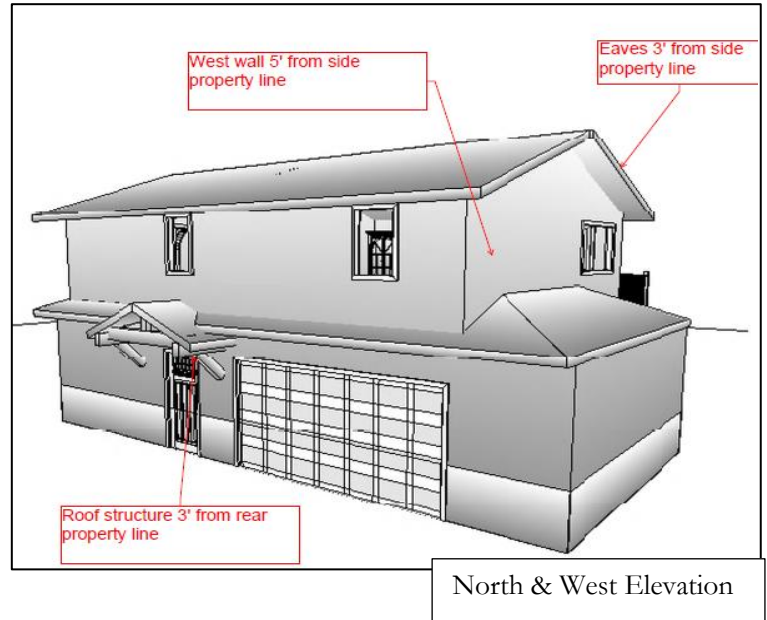 West wall 5' from side
property line
Eaves 3' from side
property line
Roof structure 3' from rear
property line
North & West Elevation